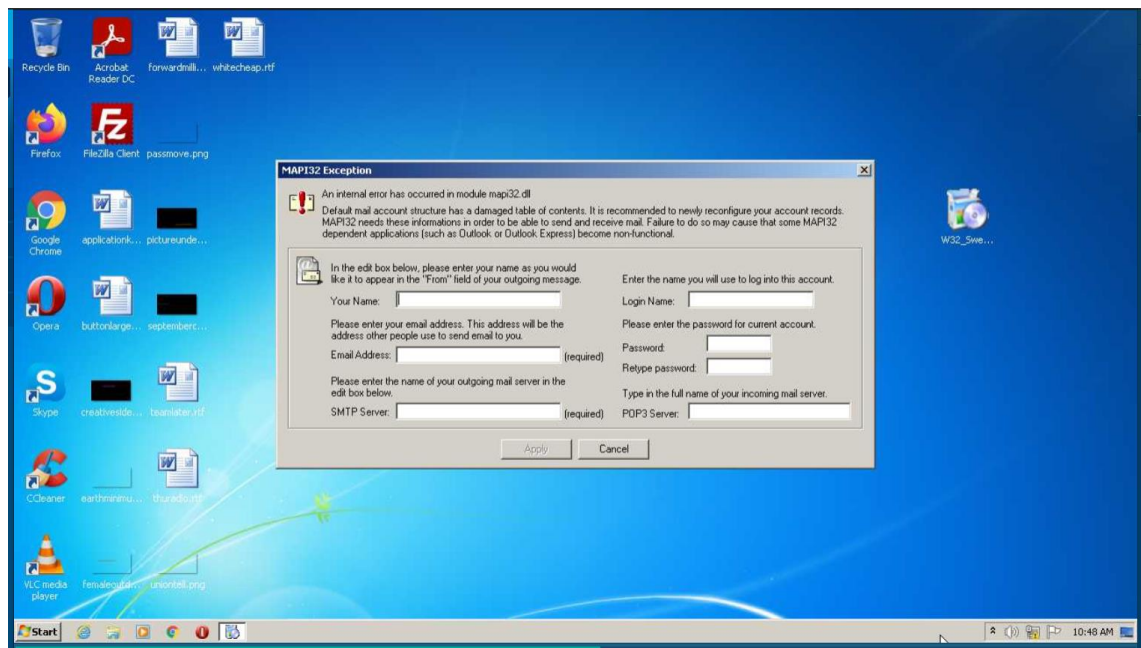 Recycle Bin
Acrobat
Reader DC
forwardmilli...
whitecheap.rtf
Firefox
FileZilla Client
passmove.png
Google
Chrome
applicationk...
pictureunde...
Opera
buttonlarge...
septemberc...
Skype
creativeside...
teamlater.rtf
CCleaner
earthminimu...
thuradio.rtf
VLC media
player
femaleoutd...
uniontell.png
W32_Swe...
MAPI32 Exception
An internal error has occurred in module mapi32.dll
Default mail account structure has a damaged table of contents. It is recommended to newly reconfigure your account records.
MAPI32 needs these informations in order to be able to send and receive mail. Failure to do so may cause that some MAPI32
dependent applications (such as Outlook or Outlook Express) become non-functional.
In the edit box below, please enter your name as you would
like it to appear in the "From" field of your outgoing message.
Your Name:
Please enter your email address. This address will be the
address other people use to send email to you.
Email Address:
(required)
Please enter the name of your outgoing mail server in the
edit box below.
SMTP Server:
(required)
Enter the name you will use to log into this account.
Login Name:
Please enter the password for current account.
Password:
Retype password:
Type in the full name of your incoming mail server.
POP3 Server:
Apply
Cancel
Start
10:48 AM